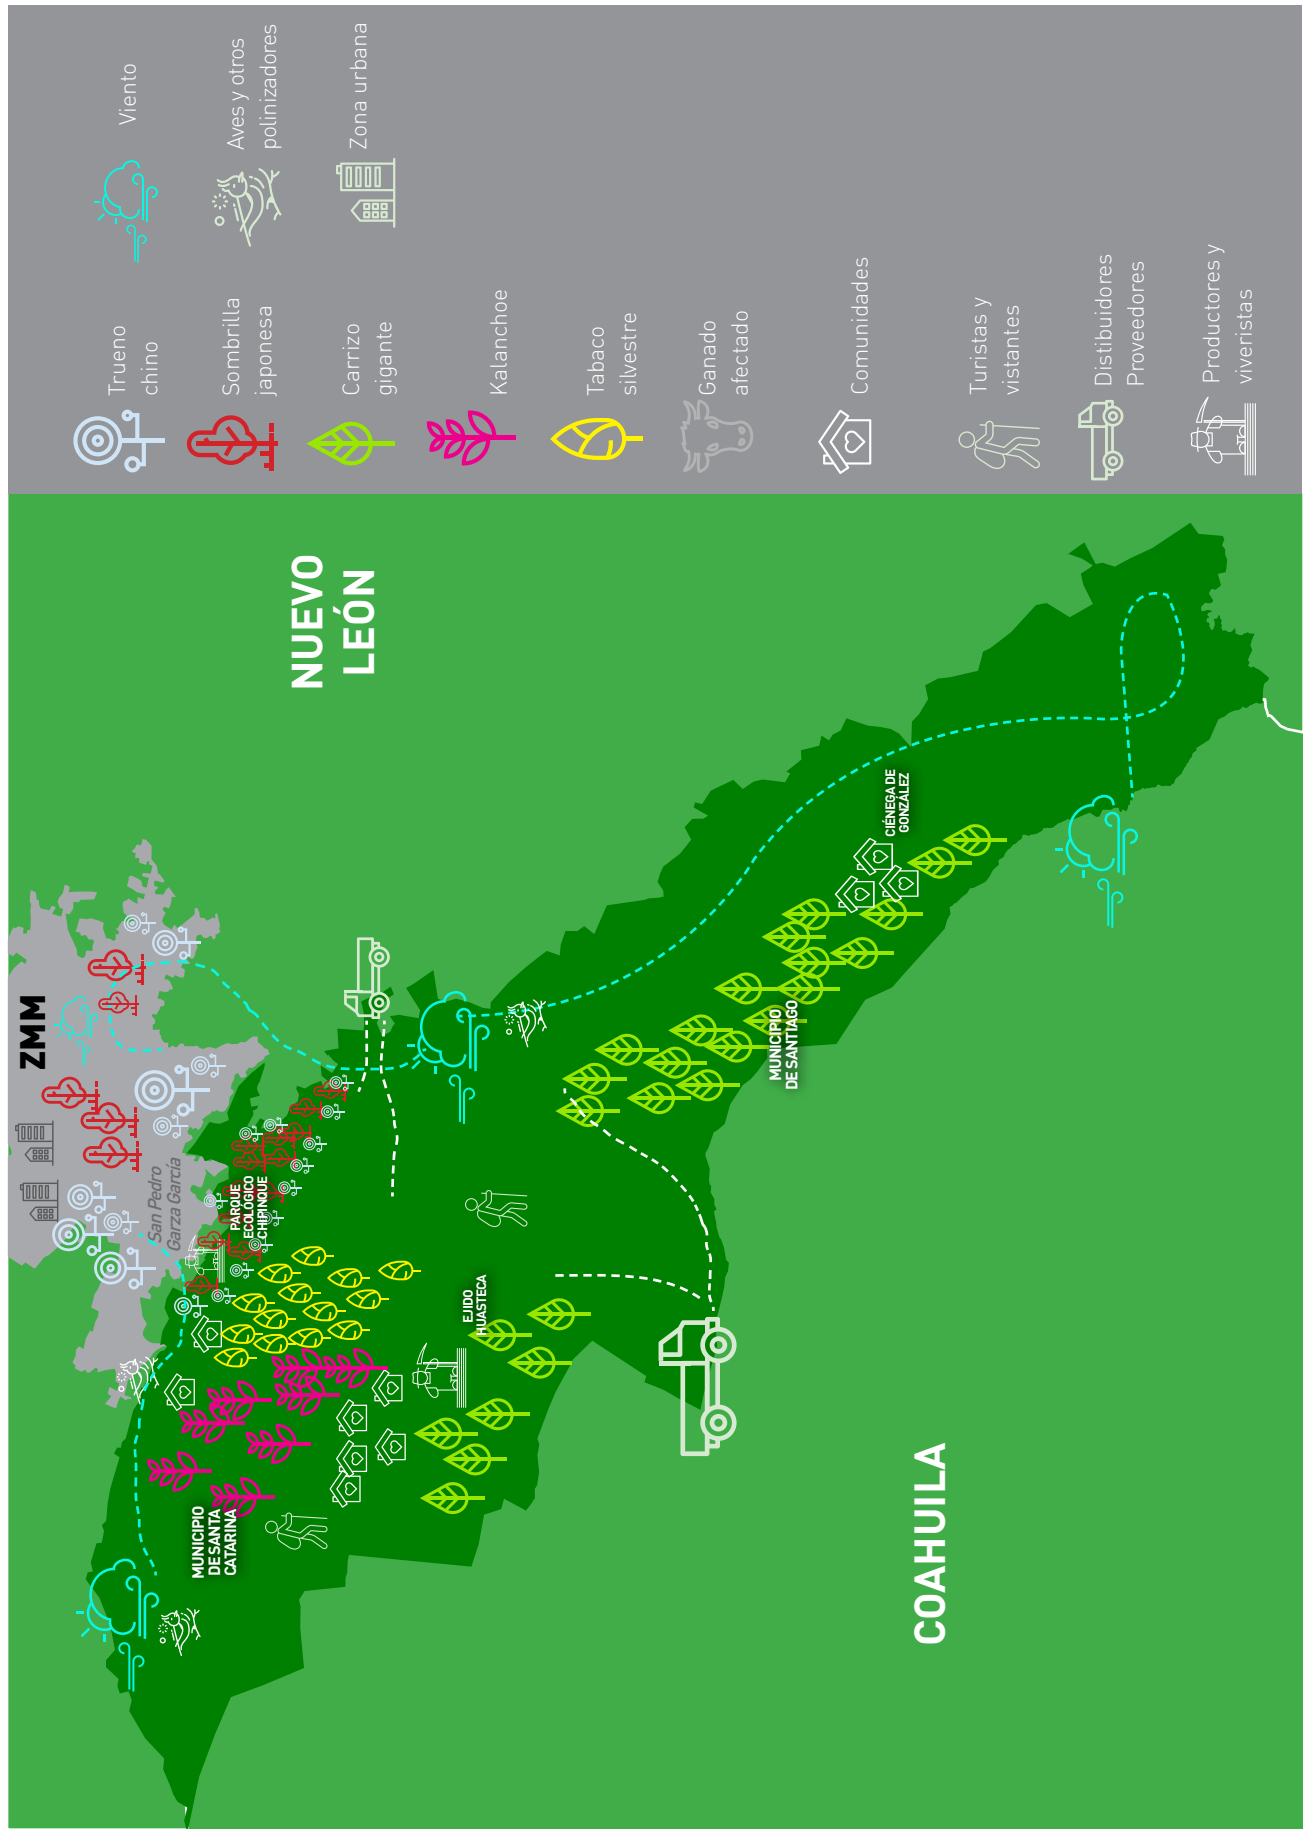 ZMM
San Pedro
Garza García
PARQUE
ECOLOGICO
CHIPINQUE
MUNICIPIO
DE SANTA
CATARINA
EJIDO
HUASTECA
MUNICIPIO
DE SANTIAGO
CIÉNEGA DE
GONZÁLEZ
COAHUILA
NUEVO
LEÓN
Trueno
chino
Sombrilla
japonesa
Carrizo
gigante
Kalanchoe
Tabaco
silvestre
Ganado
afectado
Comunidades
Turistas y
vistantes
Distibuidores
Proveedores
Productores y
viveristas
Viento
Aves y otros
polinizadores
Zona urbana